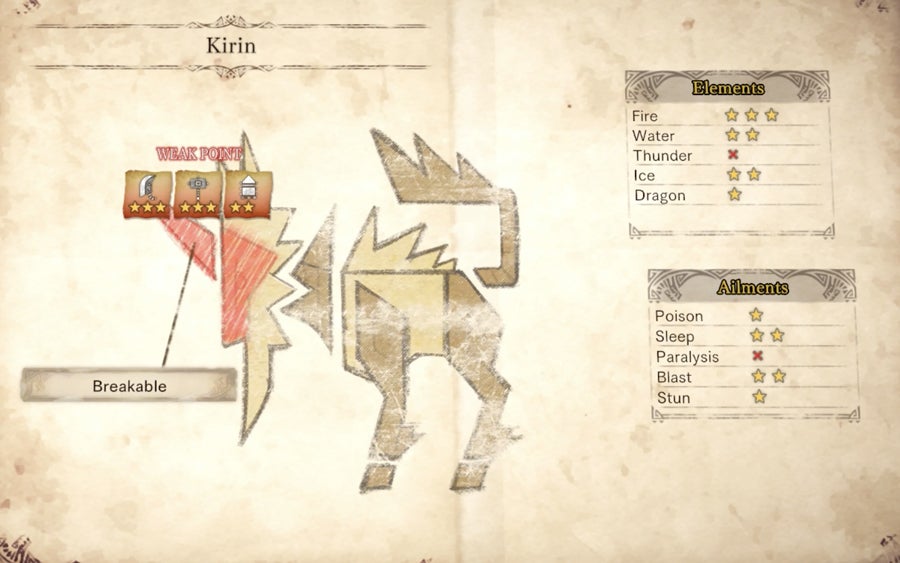 Kirin
WEAK POINT
Breakable
Elements
Fire
Water
Thunder
Ice
Dragon
Ailments
Poison
Sleep
Paralysis
Blast
Stun